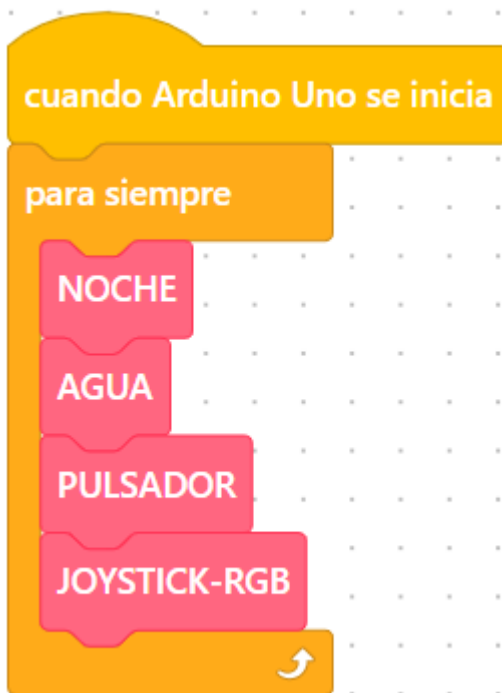 cuando Arduino Uno se inicia
para siempre
NOCHE
AGUA
PULSADOR
JOYSTICK-RGB